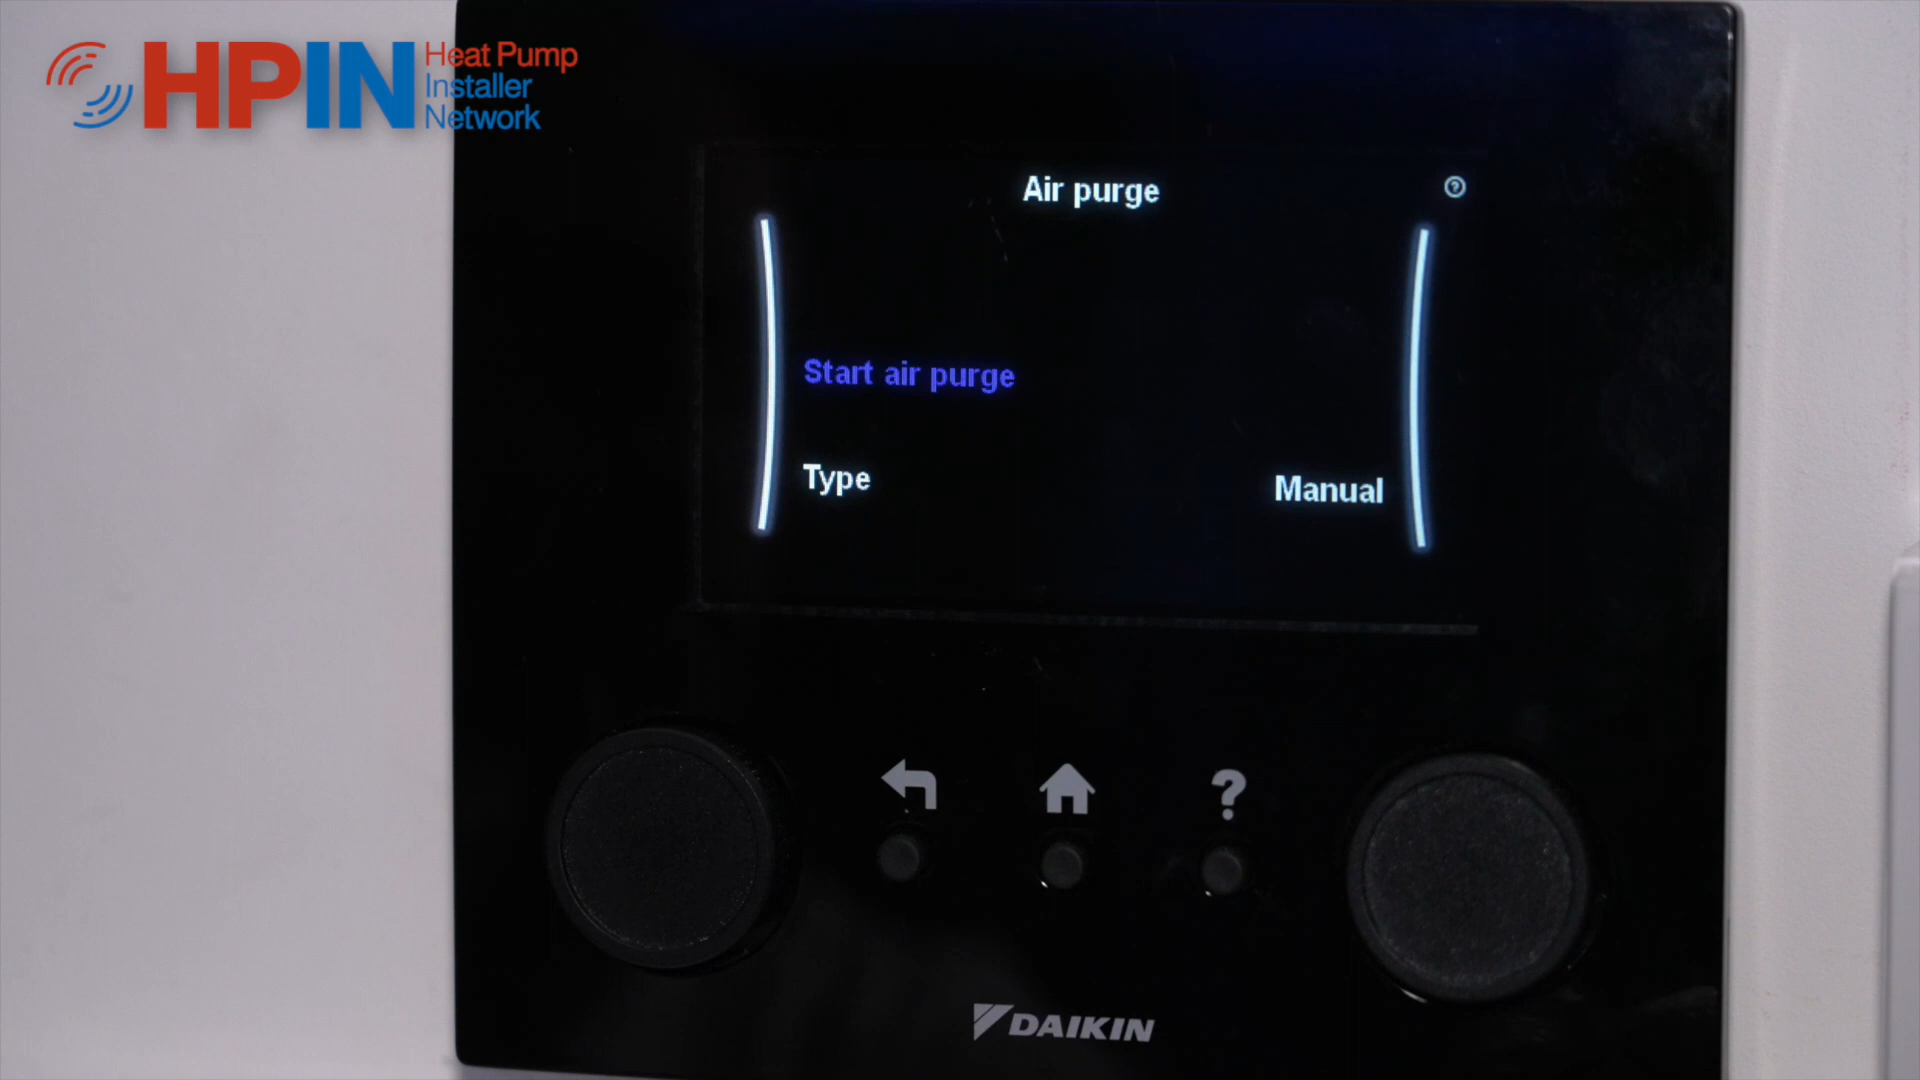 HPIN
Heat Pump
Installer
Network
Air purge
Start air purge
Type
Manual
DAIKIN